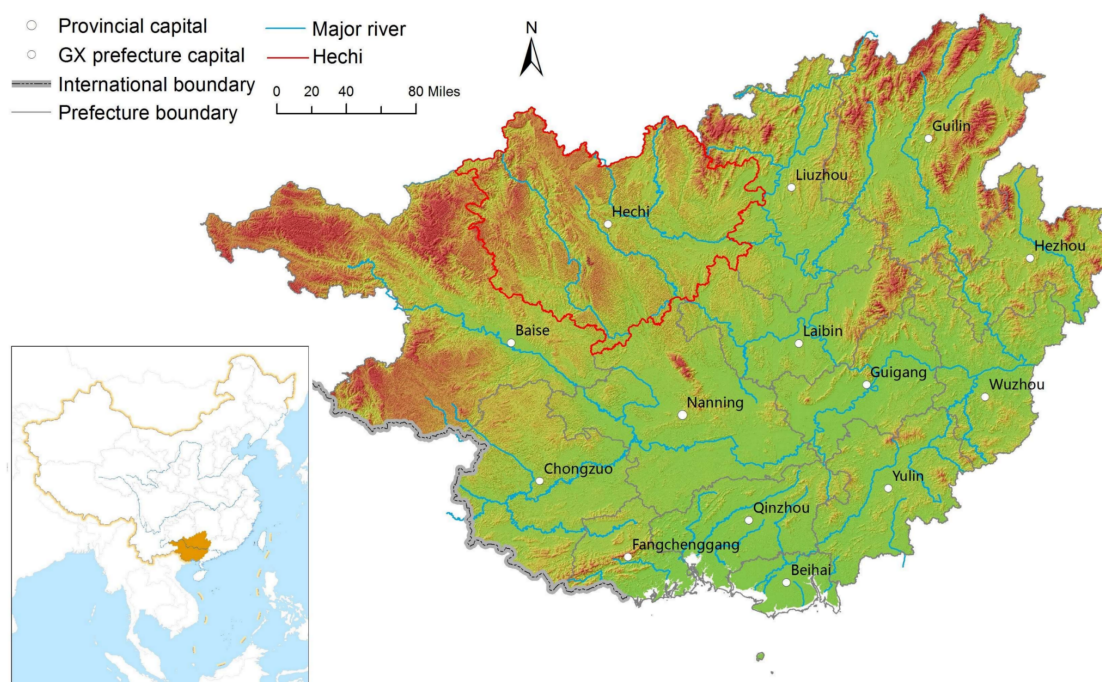 Provincial capital
GX prefecture capital
International boundary
Prefecture boundary
Major river
Hechi
0 20 40 80 Miles
N
Guilin
Liuzhou
Hechi
Hezhou
Baise
Laibin
Guigang
Wuzhou
Nanning
Chongzuo
Yulin
Qinzhou
Fangchenggang
Beihai